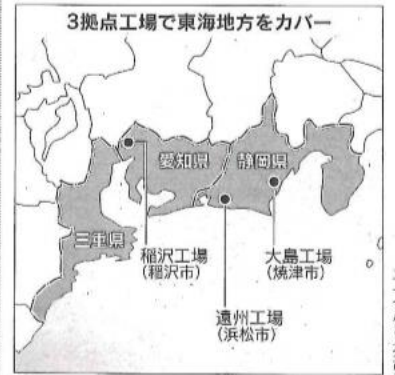 3拠点工場で東海地方をカバー
愛知県
静岡県
三重県
稲沢工場
(稲沢市)
大島工場
(焼津市)
遠州工場
(浜松市)